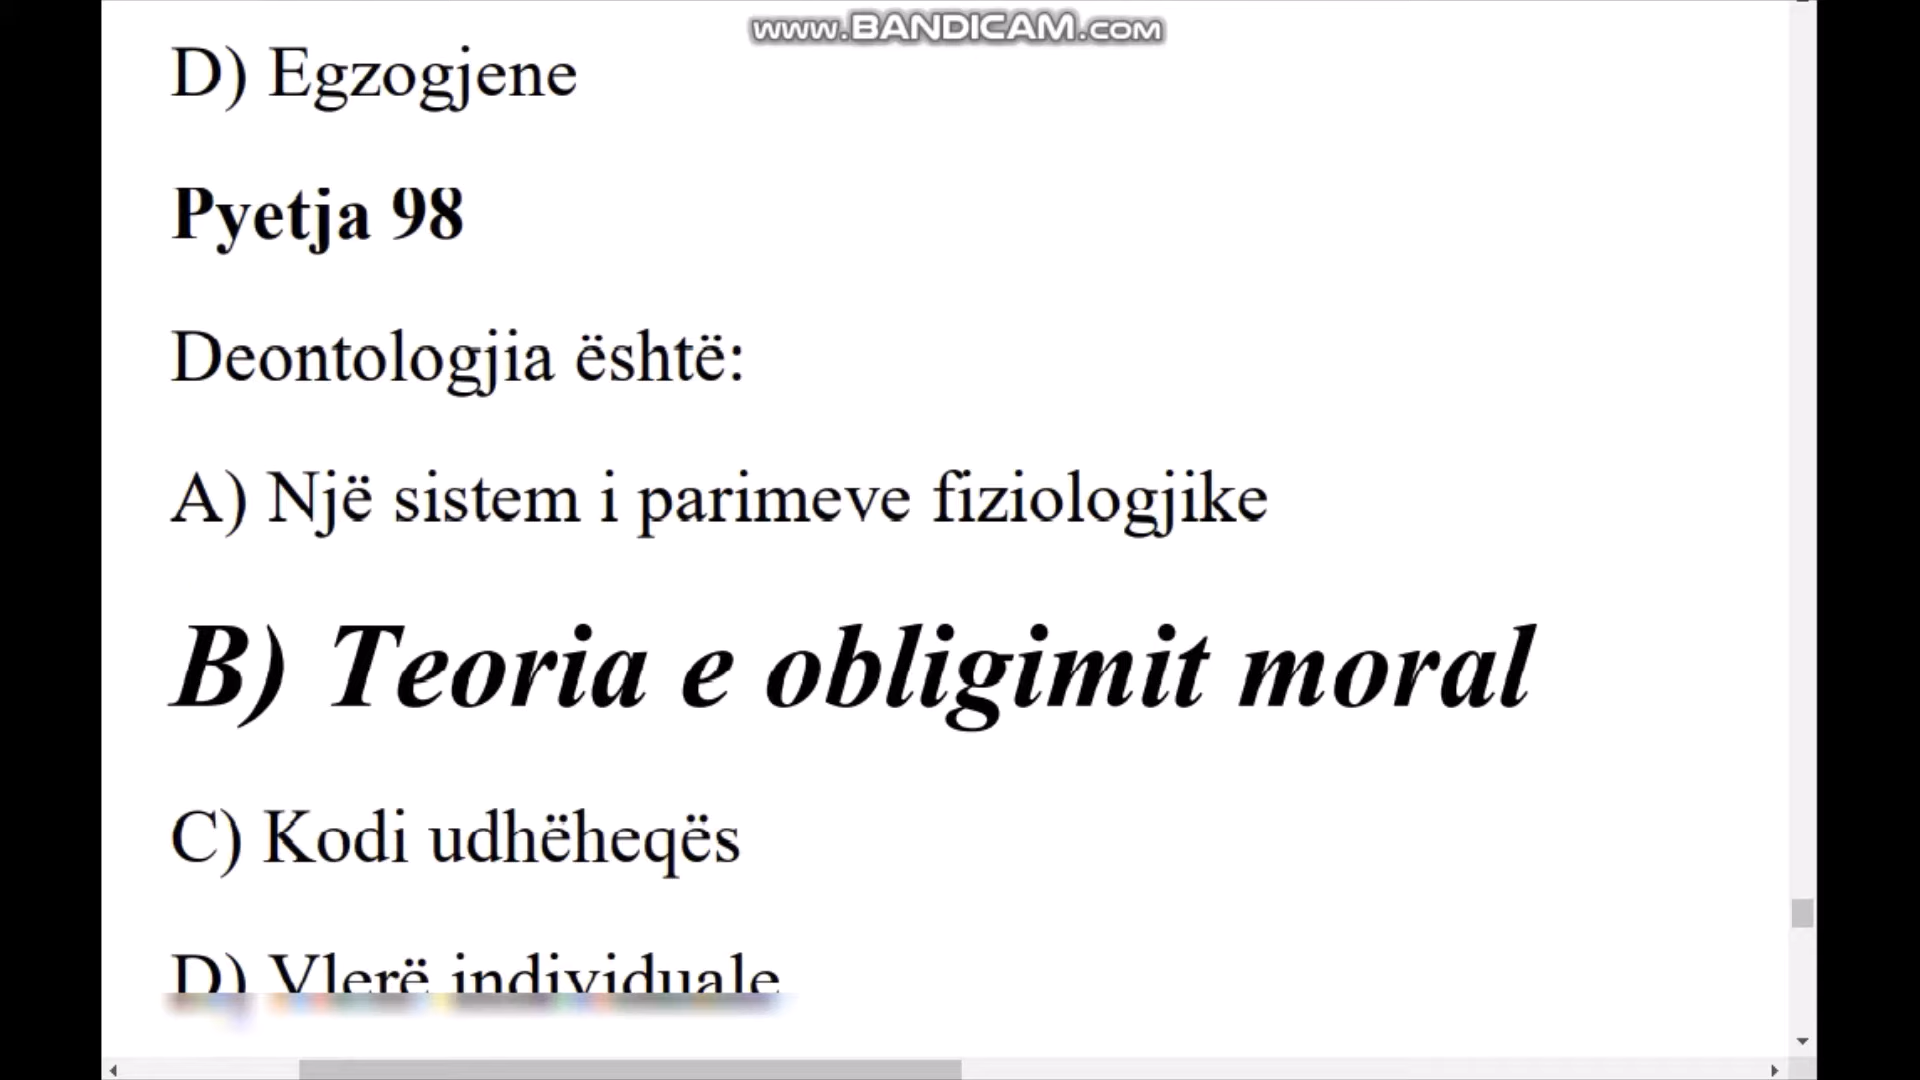 www.BANDICAM.com
D) Egzogjene
Pyetja 98
Deontologjia është:
A) Një sistem i parimeve fiziologjike
B) Teoria e obligimit moral
C) Kodi udhëheqës
D) Vlerë individuale